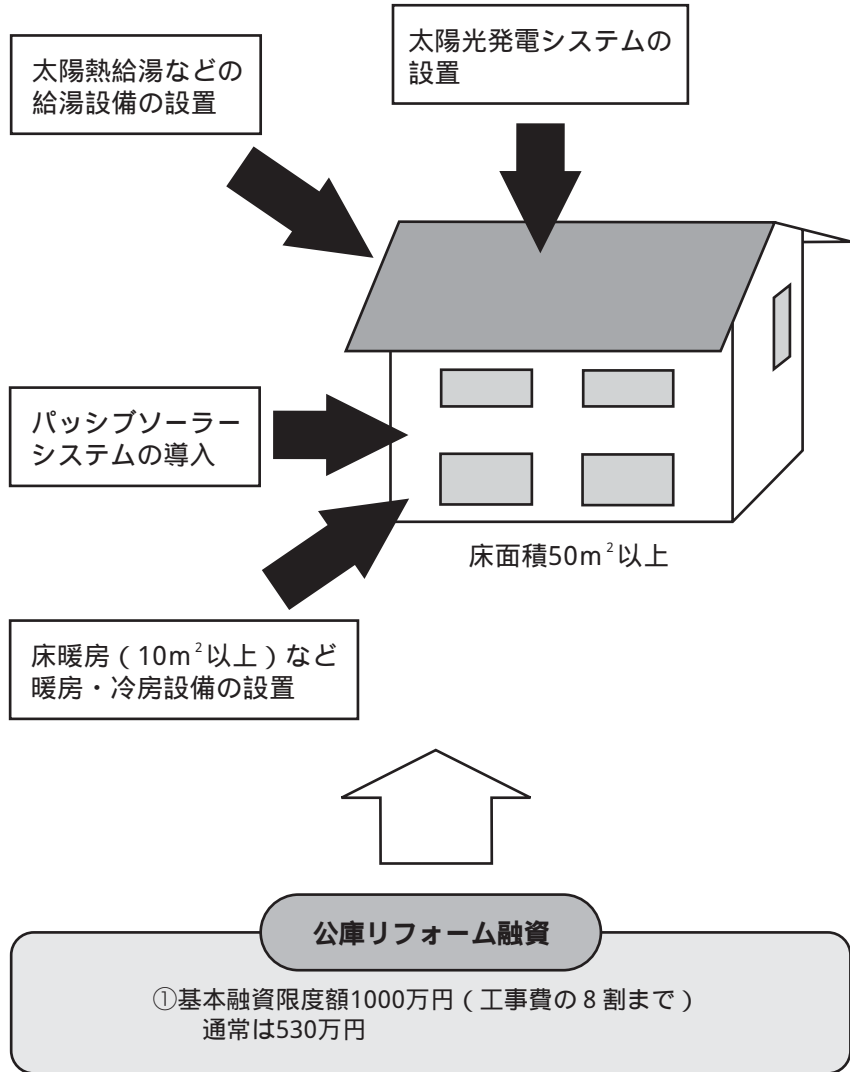 太陽熱給湯などの
給湯設備の設置
太陽光発電システムの
設置
パッシブソーラー
システムの導入
床面積50m²以上
床暖房(10m²以上)など
暖房・冷房設備の設置
公庫リフォーム融資
①基本融資限度額1000万円(工事費の8割まで)
通常は530万円